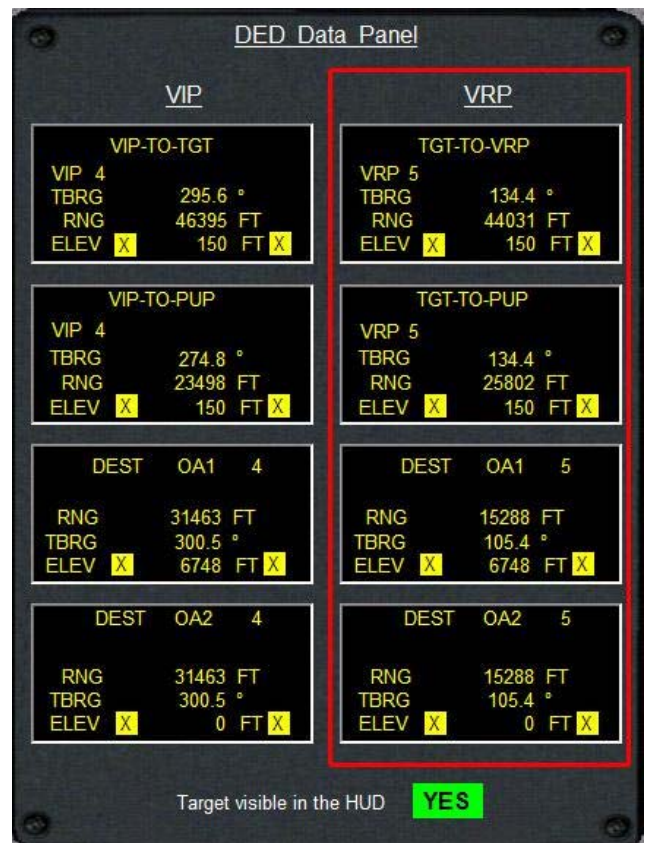 DED Data Panel
VIP
VIP-TO-TGT
VIP 4
TBRG 295.6 °
RNG 46395 FT
ELEV X 150 FT X
VIP-TO-PUP
VIP 4
TBRG 274.8 °
RNG 23498 FT
ELEV X 150 FT X
DEST OA1 4
RNG 31463 FT
TBRG 300.5 °
ELEV X 6748 FT X
DEST OA2 4
RNG 31463 FT
TBRG 300.5 °
ELEV X 0 FT X
VRP
TGT-TO-VRP
VRP 5
TBRG 134.4 °
RNG 44031 FT
ELEV X 150 FT X
TGT-TO-PUP
VRP 5
TBRG 134.4 °
RNG 25802 FT
ELEV X 150 FT X
DEST OA1 5
RNG 15288 FT
TBRG 105.4 °
ELEV X 6748 FT X
DEST OA2 5
RNG 15288 FT
TBRG 105.4 °
ELEV X 0 FT X
Target visible in the HUD YES